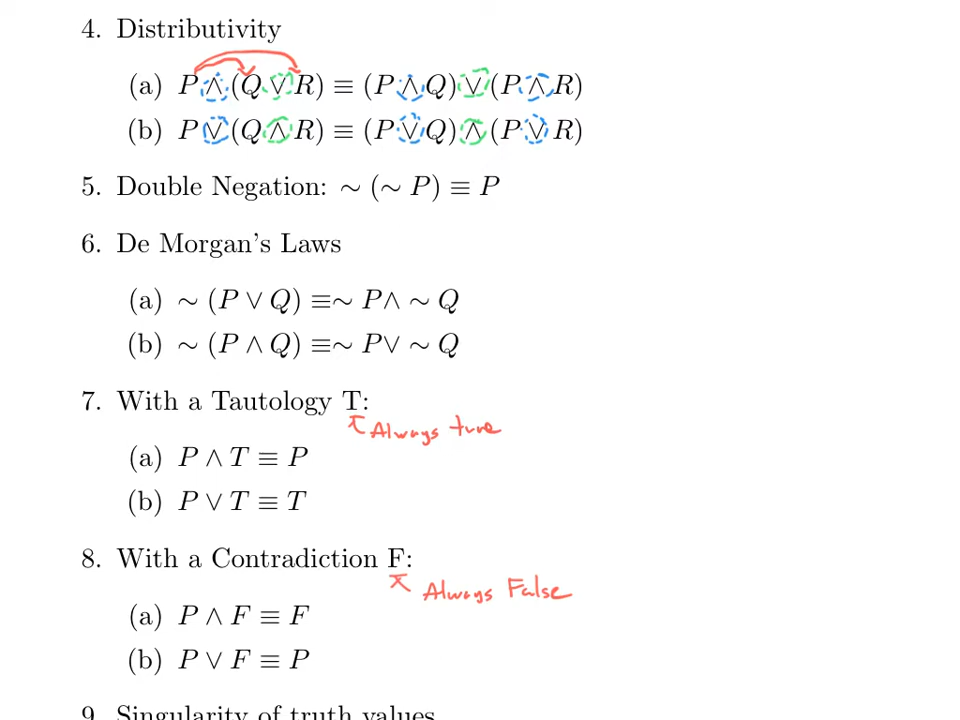 4. Distributivity
(a) P ∧ (Q ∨ R) ≡ (P ∧ Q) ∨ (P ∧ R)
(b) P ∨ (Q ∧ R) ≡ (P ∨ Q) ∧ (P ∨ R)
5. Double Negation: ∼ (∼ P) ≡ P
6. De Morgan's Laws
(a) ∼ (P ∨ Q) ≡∼ P∧ ∼ Q
(b) ∼ (P ∧ Q) ≡∼ P∨ ∼ Q
7. With a Tautology T:
Always true
(a) P ∧ T ≡ P
(b) P ∨ T ≡ T
8. With a Contradiction F:
Always False
(a) P ∧ F ≡ F
(b) P ∨ F ≡ P
9. Singularity of truth values